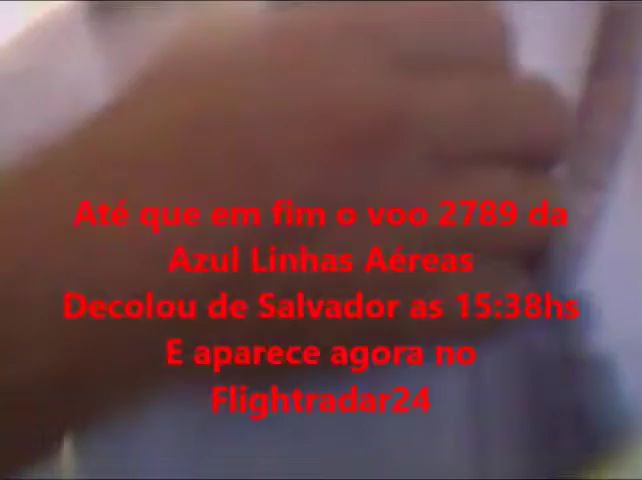 Até que em fim o voo 2789 da
Azul Linhas Aéreas
Decolou de Salvador as 15:38hs
E aparece agora no
Flightradar24